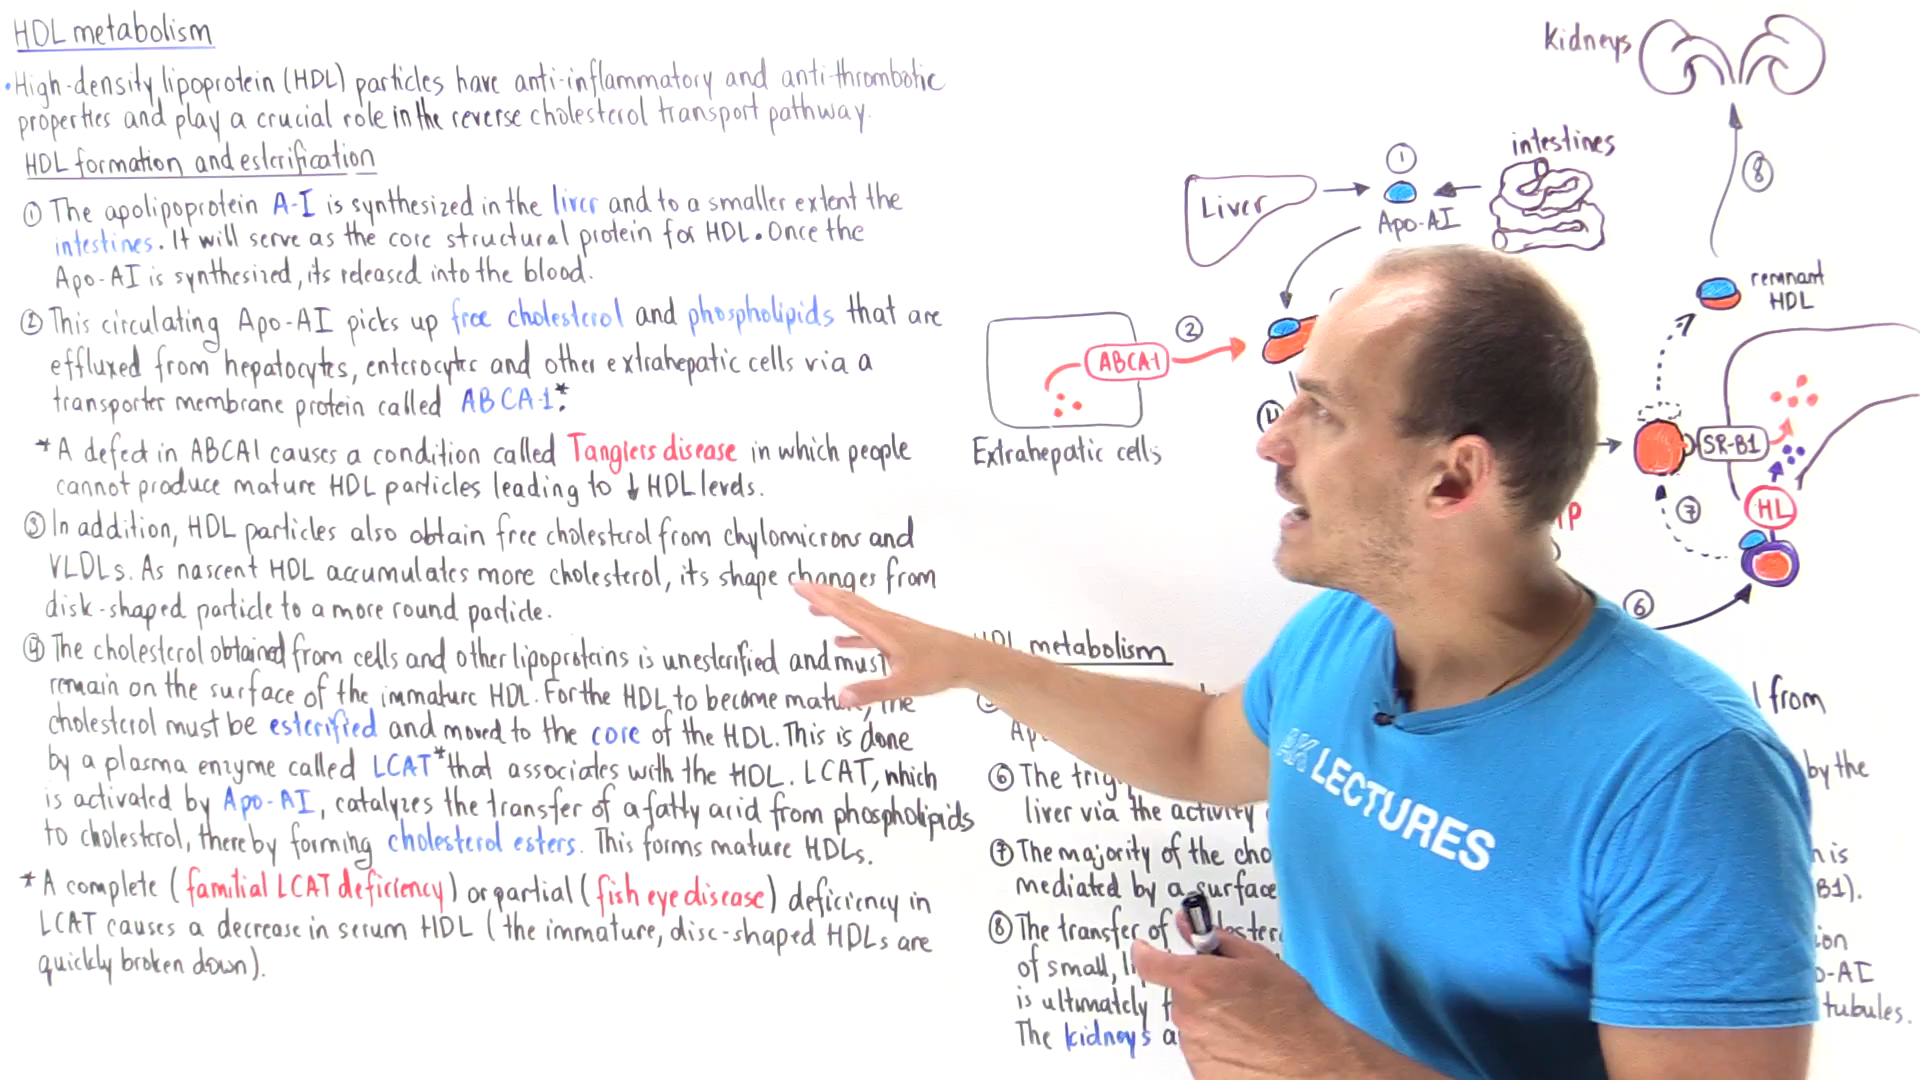 HDL metabolism
• High-density lipoprotein (HDL) particles have anti-inflammatory and anti-thrombotic
properties and play a crucial role in the reverse cholesterol transport pathway.
HDL formation and esterification
① The apolipoprotein A-I is synthesized in the liver and to a smaller extent the
intestines. It will serve as the core structural protein for HDL. Once the
Apo-AI is synthesized, its released into the blood.
② This circulating Apo-AI picks up free cholesterol and phospholipids that are
effluxed from hepatocytes, enterocytes and other extrahepatic cells via a
transporter membrane protein called ABCA-1.*
* A defect in ABCA1 causes a condition called Tangiers disease in which people
cannot produce mature HDL particles leading to ↓ HDL levels.
③ In addition, HDL particles also obtain free cholesterol from chylomicrons and
VLDLs. As nascent HDL accumulates more cholesterol, its shape changes from
disk-shaped particle to a more round particle.
④ The cholesterol obtained from cells and other lipoproteins is unesterified and must
remain on the surface of the immature HDL. For the HDL to become mature, the
cholesterol must be esterified and moved to the core of the HDL. This is done
by a plasma enzyme called LCAT* that associates with the HDL. LCAT, which
is activated by Apo-AI, catalyzes the transfer of a fatty acid from phospholipids
to cholesterol, thereby forming cholesterol esters. This forms mature HDLs.
* A complete (familial LCAT deficiency) or partial (fish eye disease) deficiency in
LCAT causes a decrease in serum HDL (the immature, disc-shaped HDLs are
quickly broken down).
Kidneys
⑧
intestines
①
Liver
Apo-AI
remnant
HDL
②
ABCA-1
④
Extrahepatic cells
SR-B1
⑦
HL
⑥
HDL metabolism
from
⑥ The
by the
liver via the activity
⑦ The majority of the
is
mediated by a surface
B1).
⑧ The transfer of
of small,
is ultimately
tubules.
The kidneys
AK LECTURES